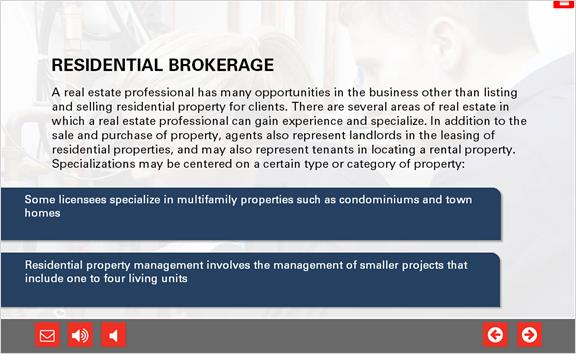 RESIDENTIAL BROKERAGE
A real estate professional has many opportunities in the business other than listing
and selling residential property for clients. There are several areas of real estate in
which a real estate professional can gain experience and specialize. In addition to the
sale and purchase of property, agents also represent landlords in the leasing of
residential properties, and may also represent tenants in locating a rental property.
Specializations may be centered on a certain type or category of property:
Some licensees specialize in multifamily properties such as condominiums and town
homes
Residential property management involves the management of smaller projects that
include one to four living units